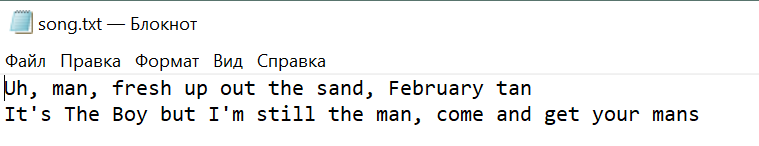 song.txt — Блокнот
Файл Правка Формат Вид Справка
Uh, man, fresh up out the sand, February tan
It's The Boy but I'm still the man, come and get your mans